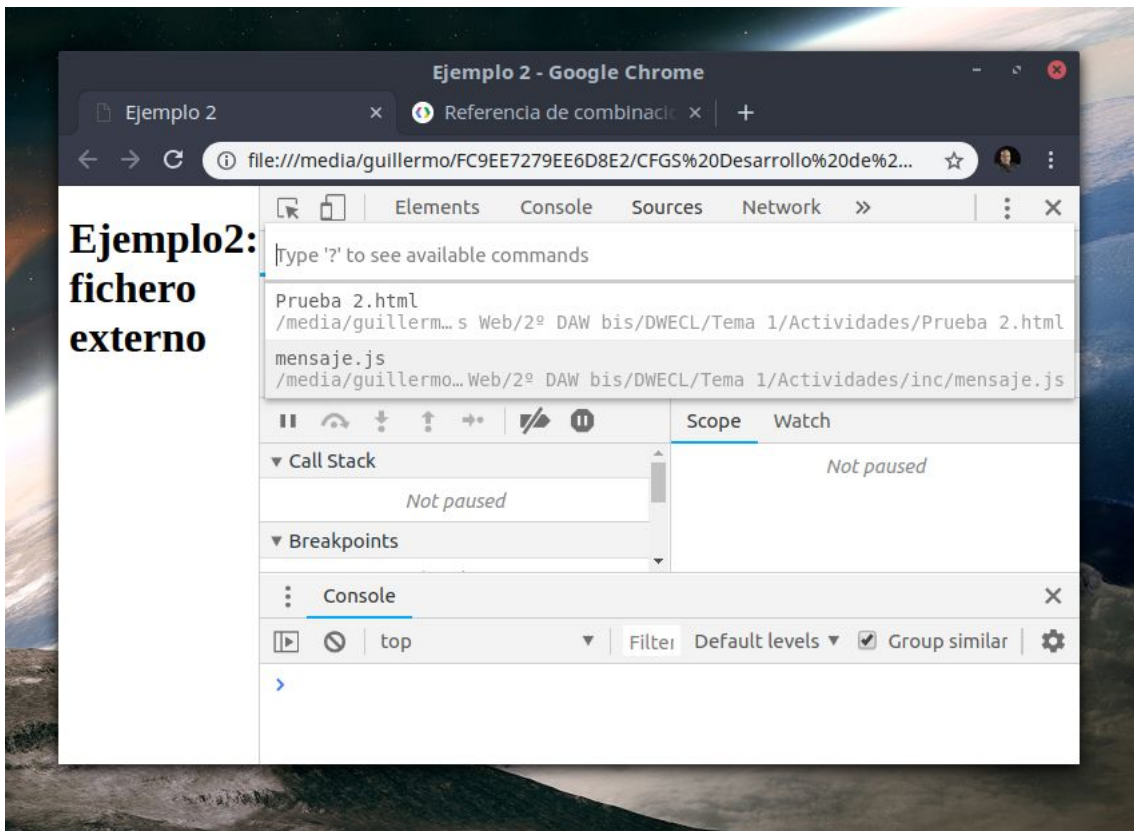 Ejemplo 2 - Google Chrome
Ejemplo 2
Referencia de combinacio
file:///media/guillermo/FC9EE7279EE6D8E2/CFGS%20Desarrollo%20de%2...
Elements Console Sources Network »
Ejemplo2:
fichero
externo
Type '?' to see available commands
Prueba 2.html
/media/guillerm… s Web/2º DAW bis/DWECL/Tema 1/Actividades/Prueba 2.html
mensaje.js
/media/guillermo… Web/2º DAW bis/DWECL/Tema 1/Actividades/inc/mensaje.js
Scope Watch
Call Stack
Not paused
Not paused
Breakpoints
Console
top Filter Default levels Group similar